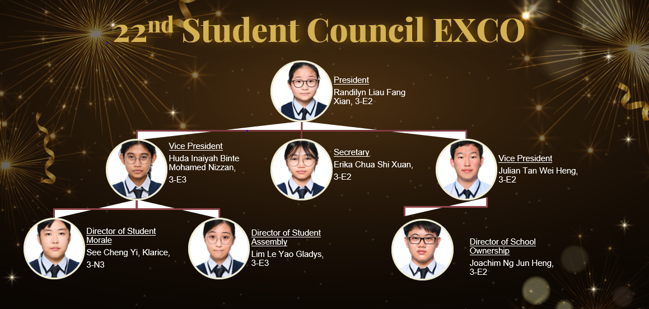 22nd Student Council EXCO
President
Randilyn Liau Fang
Xian, 3-E2
Vice President
Huda Inaiyah Binte
Mohamed Nizzan,
3-E3
Secretary
Erika Chua Shi Xuan,
3-E2
Vice President
Julian Tan Wei Heng,
3-E2
Director of Student
Morale
See Cheng Yi, Klarice,
3-N3
Director of Student
Assembly
Lim Le Yao Gladys,
3-E3
Director of School
Ownership
Joachim Ng Jun Heng,
3-E2